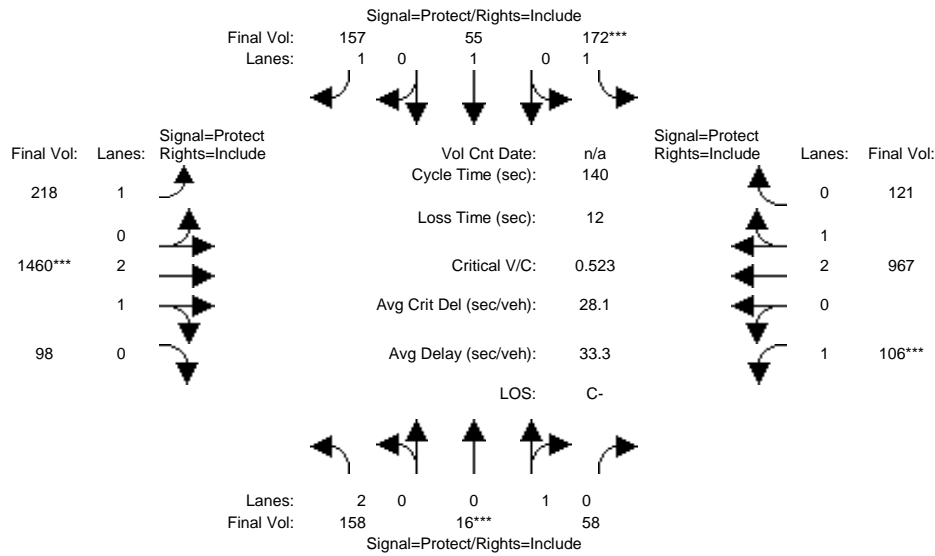 Signal=Protect/Rights=Include
Final Vol: 157 55 172***
Lanes: 1 0 1 0 1
Signal=Protect
Final Vol: Lanes: Rights=Include
Vol Cnt Date: n/a
Signal=Protect
Rights=Include Lanes: Final Vol:
Cycle Time (sec): 140
218 1
0 121
Loss Time (sec): 12
0
1
1460*** 2
Critical V/C: 0.523
2 967
1
Avg Crit Del (sec/veh): 28.1
0
98 0
Avg Delay (sec/veh): 33.3
1 106***
LOS: C-
Lanes: 2 0 0 1 0
Final Vol: 158 16*** 58
Signal=Protect/Rights=Include